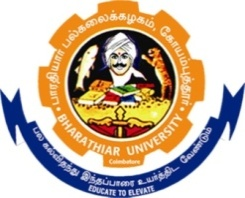 பாரதியார் பல்கலைக்கழகம், கோயம்புத்தூர்
BHARATHIAR UNIVERSITY
Coimbatore
இந்தப்பாரை உயர்த்திட வேண்டும்
EDUCATE TO ELEVATE